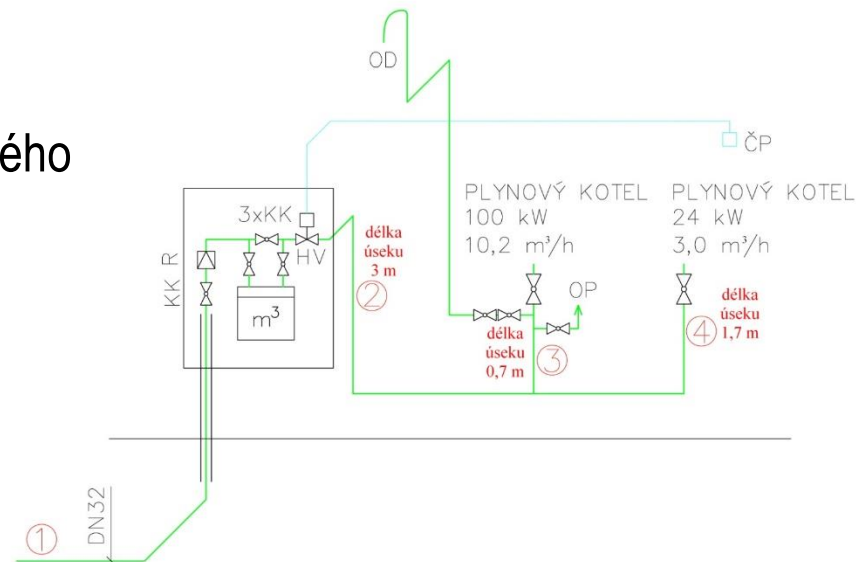 ého
OD
ČP
PLYNOVÝ KOTEL
100 kW
10,2 m³/h
PLYNOVÝ KOTEL
24 kW
3,0 m³/h
3xKK
HV
KK R
m³
délka
úseku
3 m
2
OP
délka
úseku
0,7 m
3
délka
úseku
1,7 m
4
DN32
1